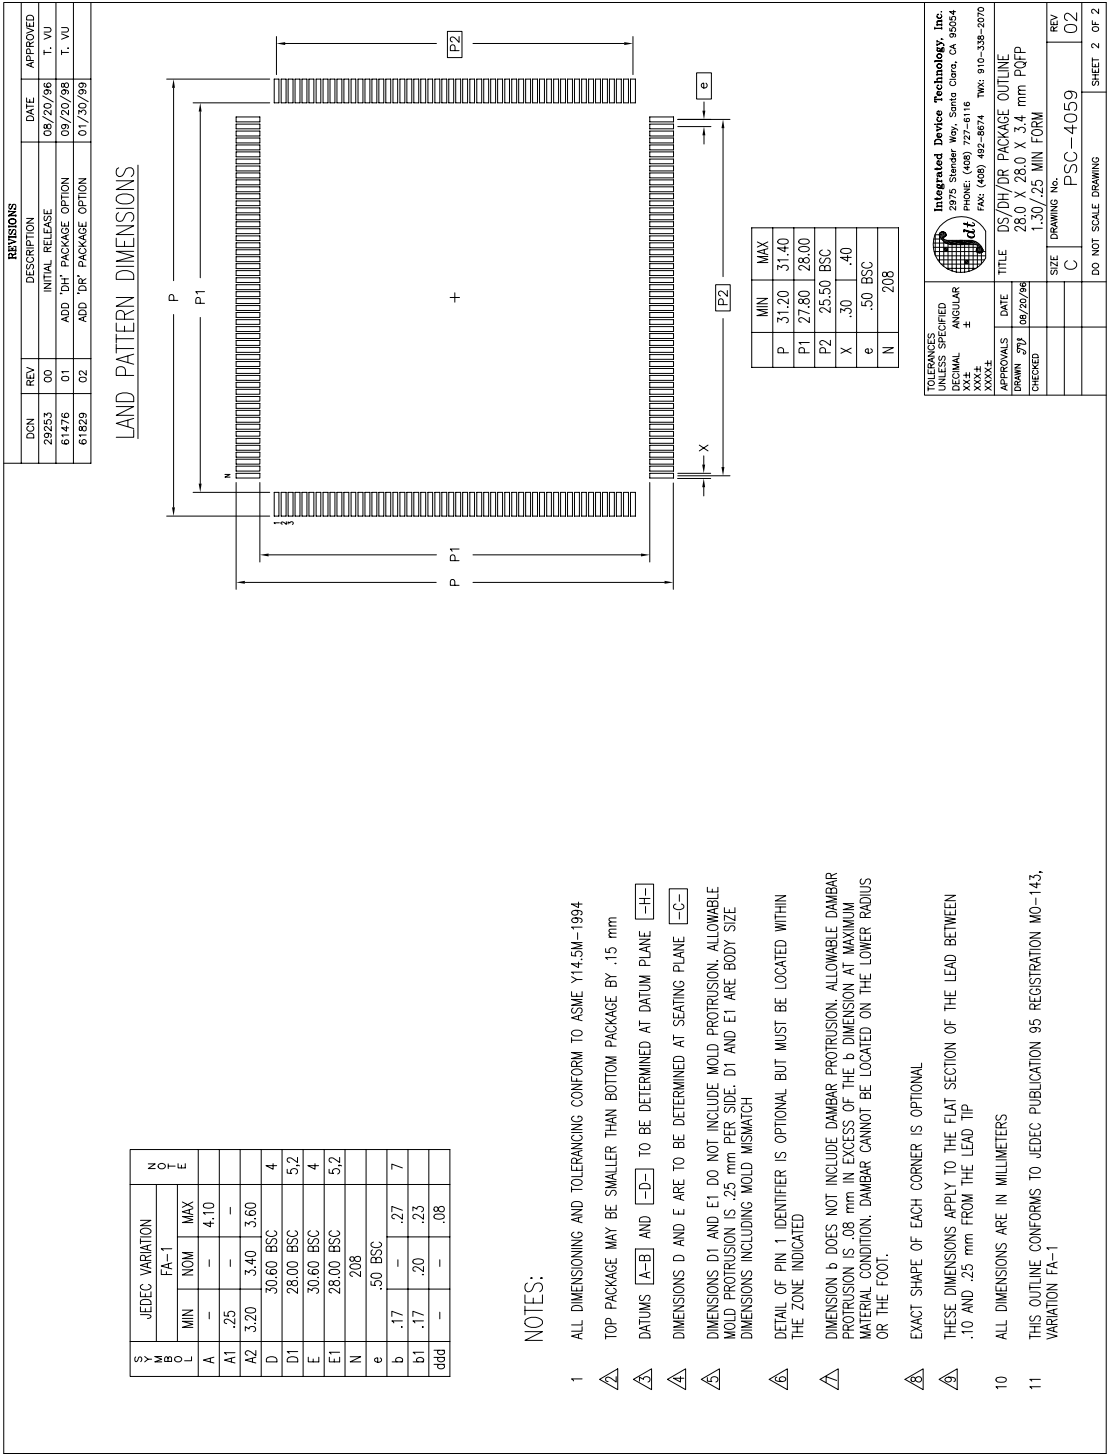 REVISIONS
DCN REV DESCRIPTION DATE APPROVED
29253 00 INITIAL RELEASE 08/20/96 T. VU
61476 01 ADD "DH" PACKAGE OPTION 09/20/98 T. VU
61829 02 ADD "DR" PACKAGE OPTION 01/30/99
LAND PATTERN DIMENSIONS
P
P1
P2
N
1
2
3
P1
P
X
e
P2
MIN MAX
P 31.20 31.40
P1 27.80 28.00
P2 25.50 BSC
X .30 .40
e .50 BSC
N 208
SYMBOL JEDEC VARIATION NOTE
FA-1
MIN NOM MAX
A – – 4.10
A1 .25 – –
A2 3.20 3.40 3.60
D 30.60 BSC 4
D1 28.00 BSC 5,2
E 30.60 BSC 4
E1 28.00 BSC 5,2
N 208
e .50 BSC
b .17 – .27 7
b1 .17 .20 .23
ddd – – .08
NOTES:
1 ALL DIMENSIONING AND TOLERANCING CONFORM TO ASME Y14.5M-1994
2 TOP PACKAGE MAY BE SMALLER THAN BOTTOM PACKAGE BY .15 mm
3 DATUMS A-B AND -D- TO BE DETERMINED AT DATUM PLANE -H-
4 DIMENSIONS D AND E ARE TO BE DETERMINED AT SEATING PLANE -C-
5 DIMENSIONS D1 AND E1 DO NOT INCLUDE MOLD PROTRUSION. ALLOWABLE
MOLD PROTRUSION IS .25 mm PER SIDE. D1 AND E1 ARE BODY SIZE
DIMENSIONS INCLUDING MOLD MISMATCH
6 DETAIL OF PIN 1 IDENTIFIER IS OPTIONAL BUT MUST BE LOCATED WITHIN
THE ZONE INDICATED
7 DIMENSION b DOES NOT INCLUDE DAMBAR PROTRUSION. ALLOWABLE DAMBAR
PROTRUSION IS .08 mm IN EXCESS OF THE b DIMENSION AT MAXIMUM
MATERIAL CONDITION. DAMBAR CANNOT BE LOCATED ON THE LOWER RADIUS
OR THE FOOT.
8 EXACT SHAPE OF EACH CORNER IS OPTIONAL
9 THESE DIMENSIONS APPLY TO THE FLAT SECTION OF THE LEAD BETWEEN
.10 AND .25 mm FROM THE LEAD TIP
10 ALL DIMENSIONS ARE IN MILLIMETERS
11 THIS OUTLINE CONFORMS TO JEDEC PUBLICATION 95 REGISTRATION MO-143,
VARIATION FA-1
TOLERANCES
UNLESS SPECIFIED
DECIMAL ANGULAR
XX± ±
XXX±
XXXX±
APPROVALS DATE
DRAWN TV 08/20/96
CHECKED
idt
Integrated Device Technology, Inc.
2975 Stender Way, Santa Clara, CA 95054
PHONE: (408) 727-6116
FAX: (408) 492-8674 TWX: 910-338-2070
TITLE DS/DH/DR PACKAGE OUTLINE
28.0 X 28.0 X 3.4 mm PQFP
1.30/.25 MIN FORM
SIZE DRAWING No. REV
C PSC-4059 02
DO NOT SCALE DRAWING SHEET 2 OF 2